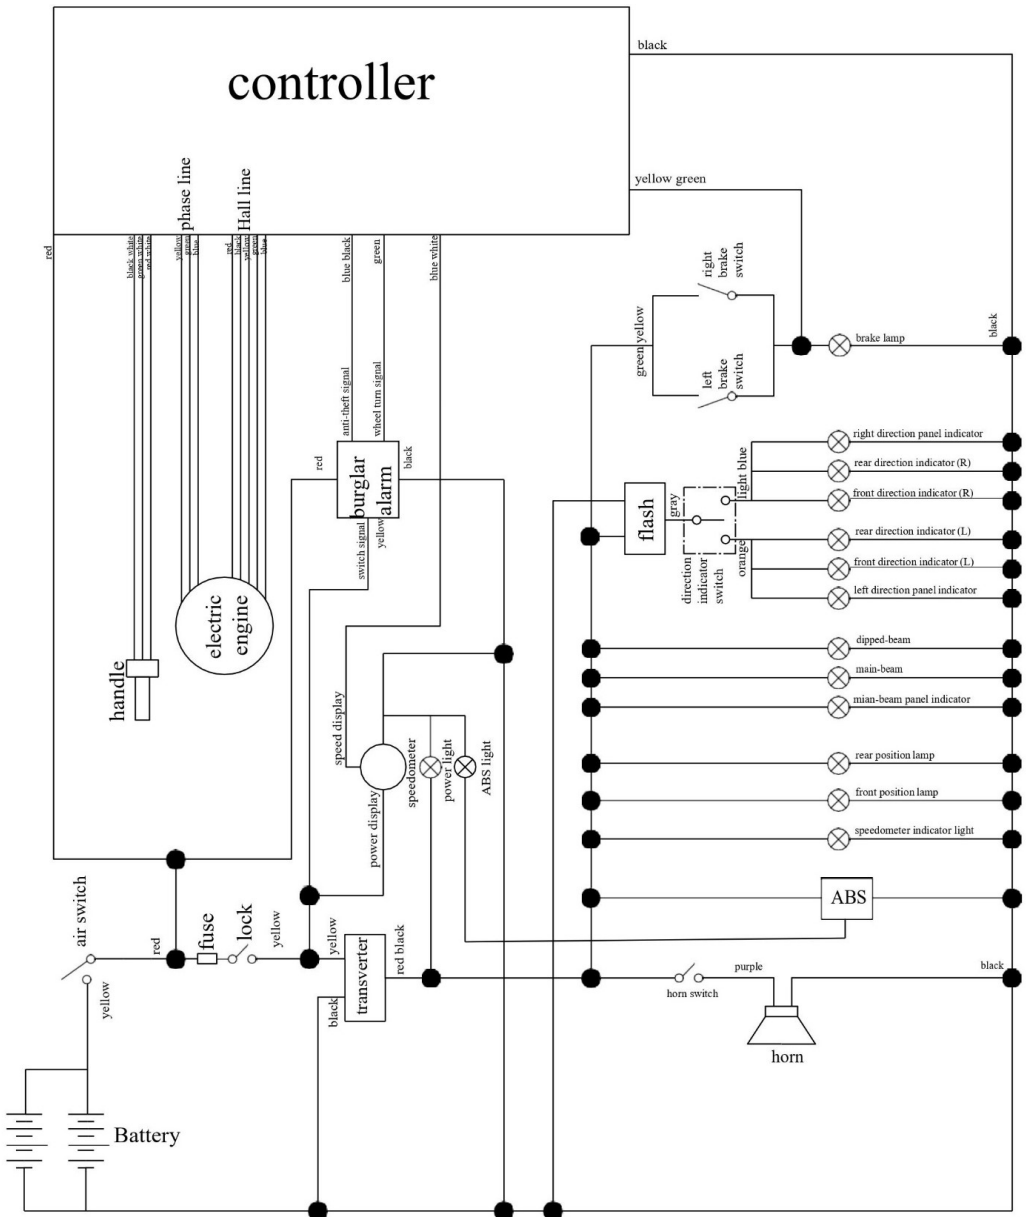 controller
black
yellow green
phase line
Hall line
red
black white
green white
red white
yellow
green
blue
red
black
yellow
green
blue
blue black
green
blue white
right
brake
switch
green yellow
left
brake
switch
brake lamp
black
anti-theft signal
wheel turn signal
red
burglar
alarm
black
switch signal
yellow
right direction panel indicator
rear direction indicator (R)
front direction indicator (R)
rear direction indicator (L)
front direction indicator (L)
left direction panel indicator
light blue
gray
flash
orange
direction
indicator
switch
electric
engine
handle
dipped-beam
main-beam
mian-beam panel indicator
speed display
speedometer
power light
ABS light
power display
rear position lamp
front position lamp
speedometer indicator light
ABS
air switch
red
fuse
lock
yellow
yellow
transverter
red black
black
yellow
horn switch
purple
black
horn
Battery